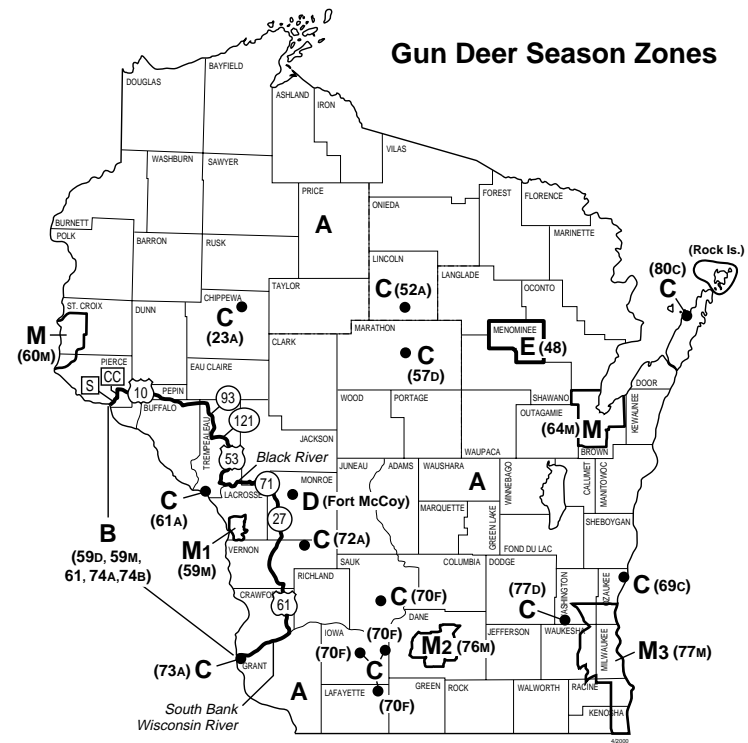 Gun Deer Season Zones
BAYFIELD
DOUGLAS
ASHLAND
IRON
VILAS
WASHBURN
SAWYER
PRICE
FOREST
FLORENCE
ONIEDA
A
BURNETT
POLK
BARRON
RUSK
MARINETTE
(Rock Is.)
LINCOLN
LANGLADE
(80C)
C
TAYLOR
OCONTO
ST. CROIX
DUNN
CHIPPEWA
C
(23A)
C (52A)
MARATHON
MENOMINEE
E (48)
M
(60M)
CLARK
C
(57D)
PIERCE
EAU CLAIRE
S
CC
10
PEPIN
93
DOOR
BUFFALO
WOOD
PORTAGE
SHAWANO
OUTAGAMIE
KEWAUNEE
121
M
(64M)
TREMPEALEAU
JACKSON
WAUPACA
BROWN
53
Black River
JUNEAU
ADAMS
WAUSHARA
A
WINNEBAGO
CALUMET
MANITOWOC
71
MONROE
LACROSSE
D (Fort McCoy)
C
(61A)
27
MARQUETTE
GREEN LAKE
SHEBOYGAN
B
(59D, 59M,
61, 74A,74B)
M1
(59M)
VERNON
C (72A)
FOND DU LAC
SAUK
COLUMBIA
DODGE
RICHLAND
CRAWFO
61
C (70F)
(77D)
C
WASHINGTON
OZAUKEE
C (69C)
DANE
IOWA
(70F)
(70F)
C
M2 (76M)
JEFFERSON
WAUKESHA
MILWAUKEE
M3 (77M)
(73A) C
GRANT
A
LAFAYETTE
(70F)
GREEN
ROCK
WALWORTH
RACINE
KENOSHA
South Bank
Wisconsin River
4/2000